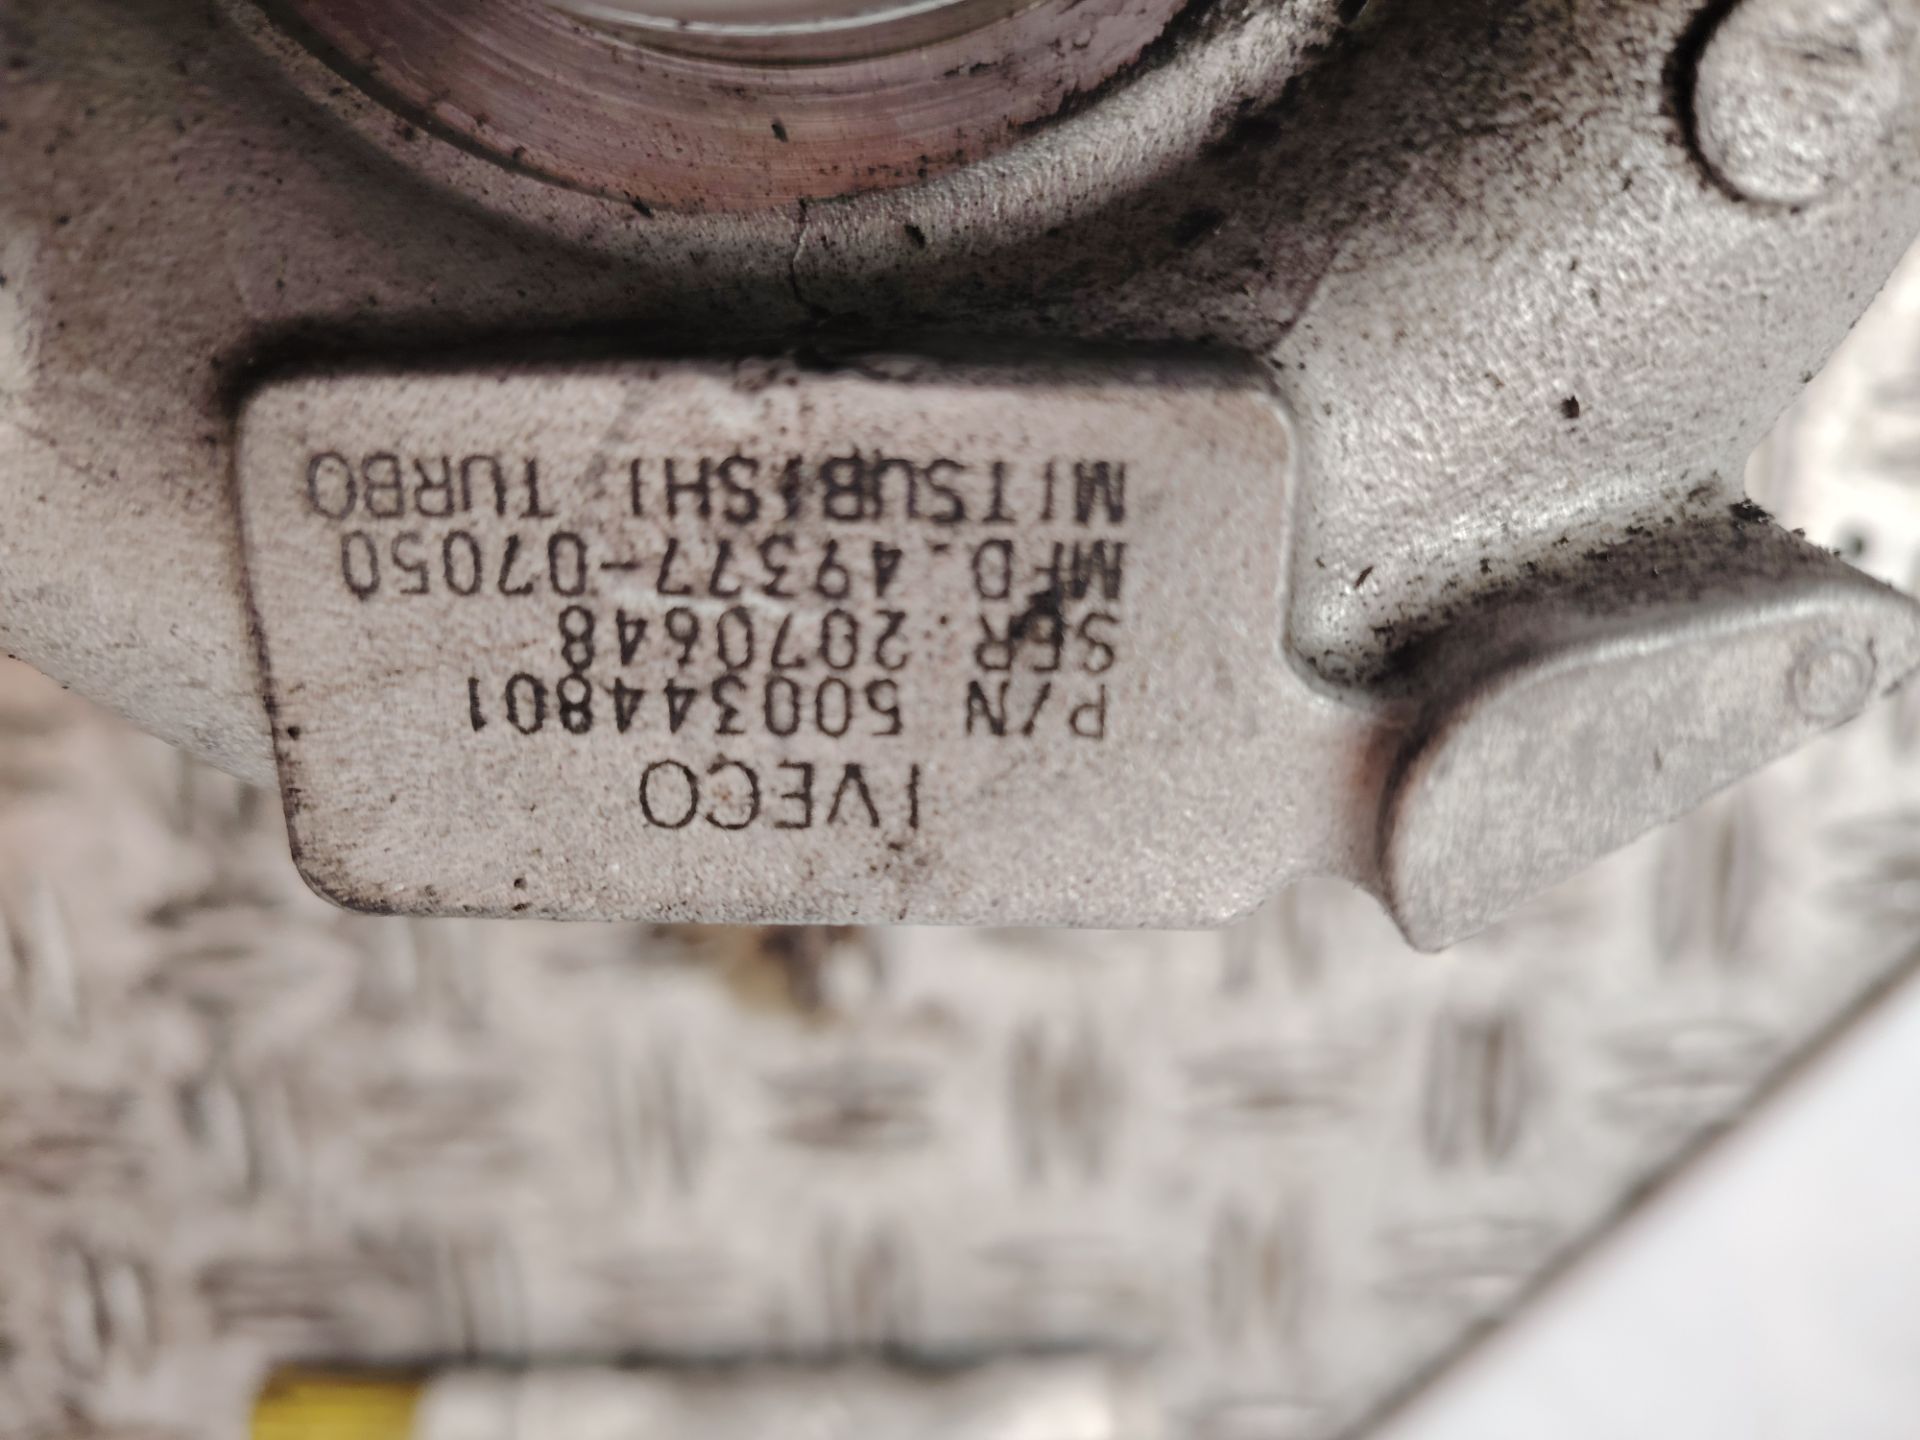 IVECO
P/N 500344801
SER. 2070648
MFD. 49377-07050
MITSUBISHI TURBO